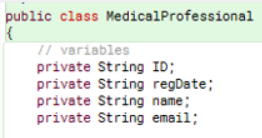 public class MedicalProfessional
{
// variables
private String ID;
private String regDate;
private String name;
private String email;